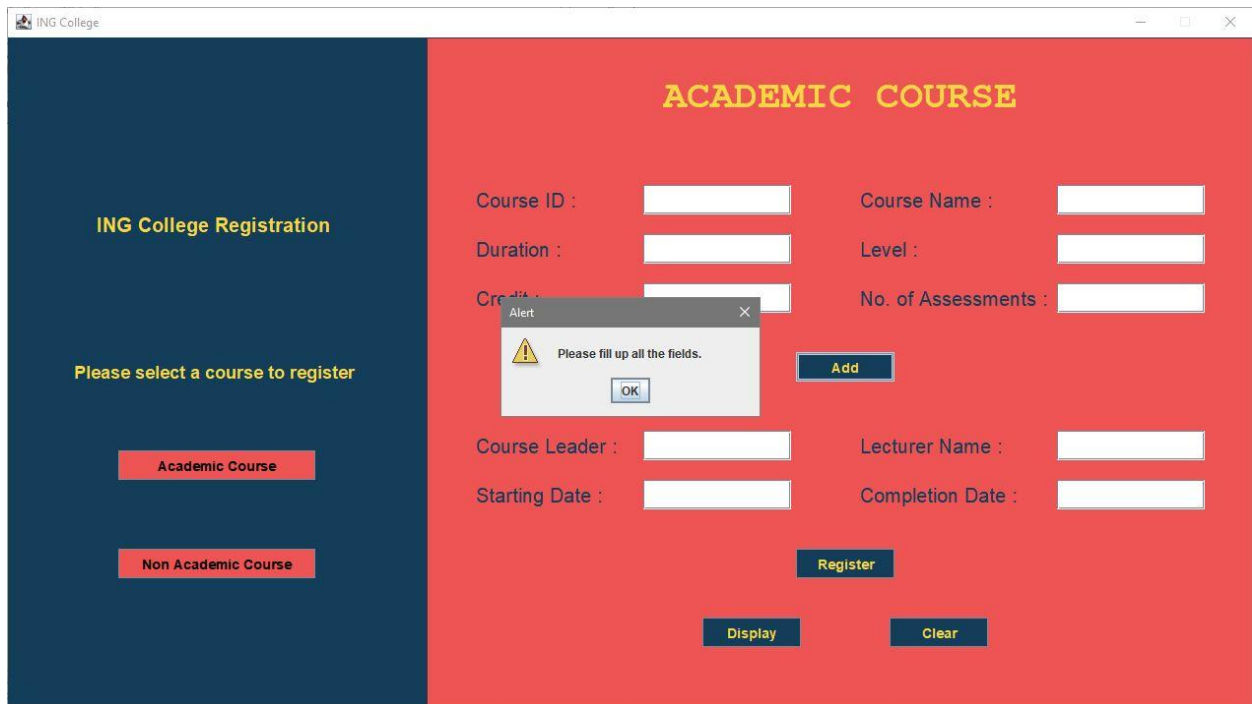 ING College
ACADEMIC COURSE
ING College Registration
Please select a course to register
Academic Course
Non Academic Course
Course ID :
Course Name :
Duration :
Level :
Credit :
No. of Assessments :
Alert
Please fill up all the fields.
OK
Add
Course Leader :
Lecturer Name :
Starting Date :
Completion Date :
Register
Display
Clear